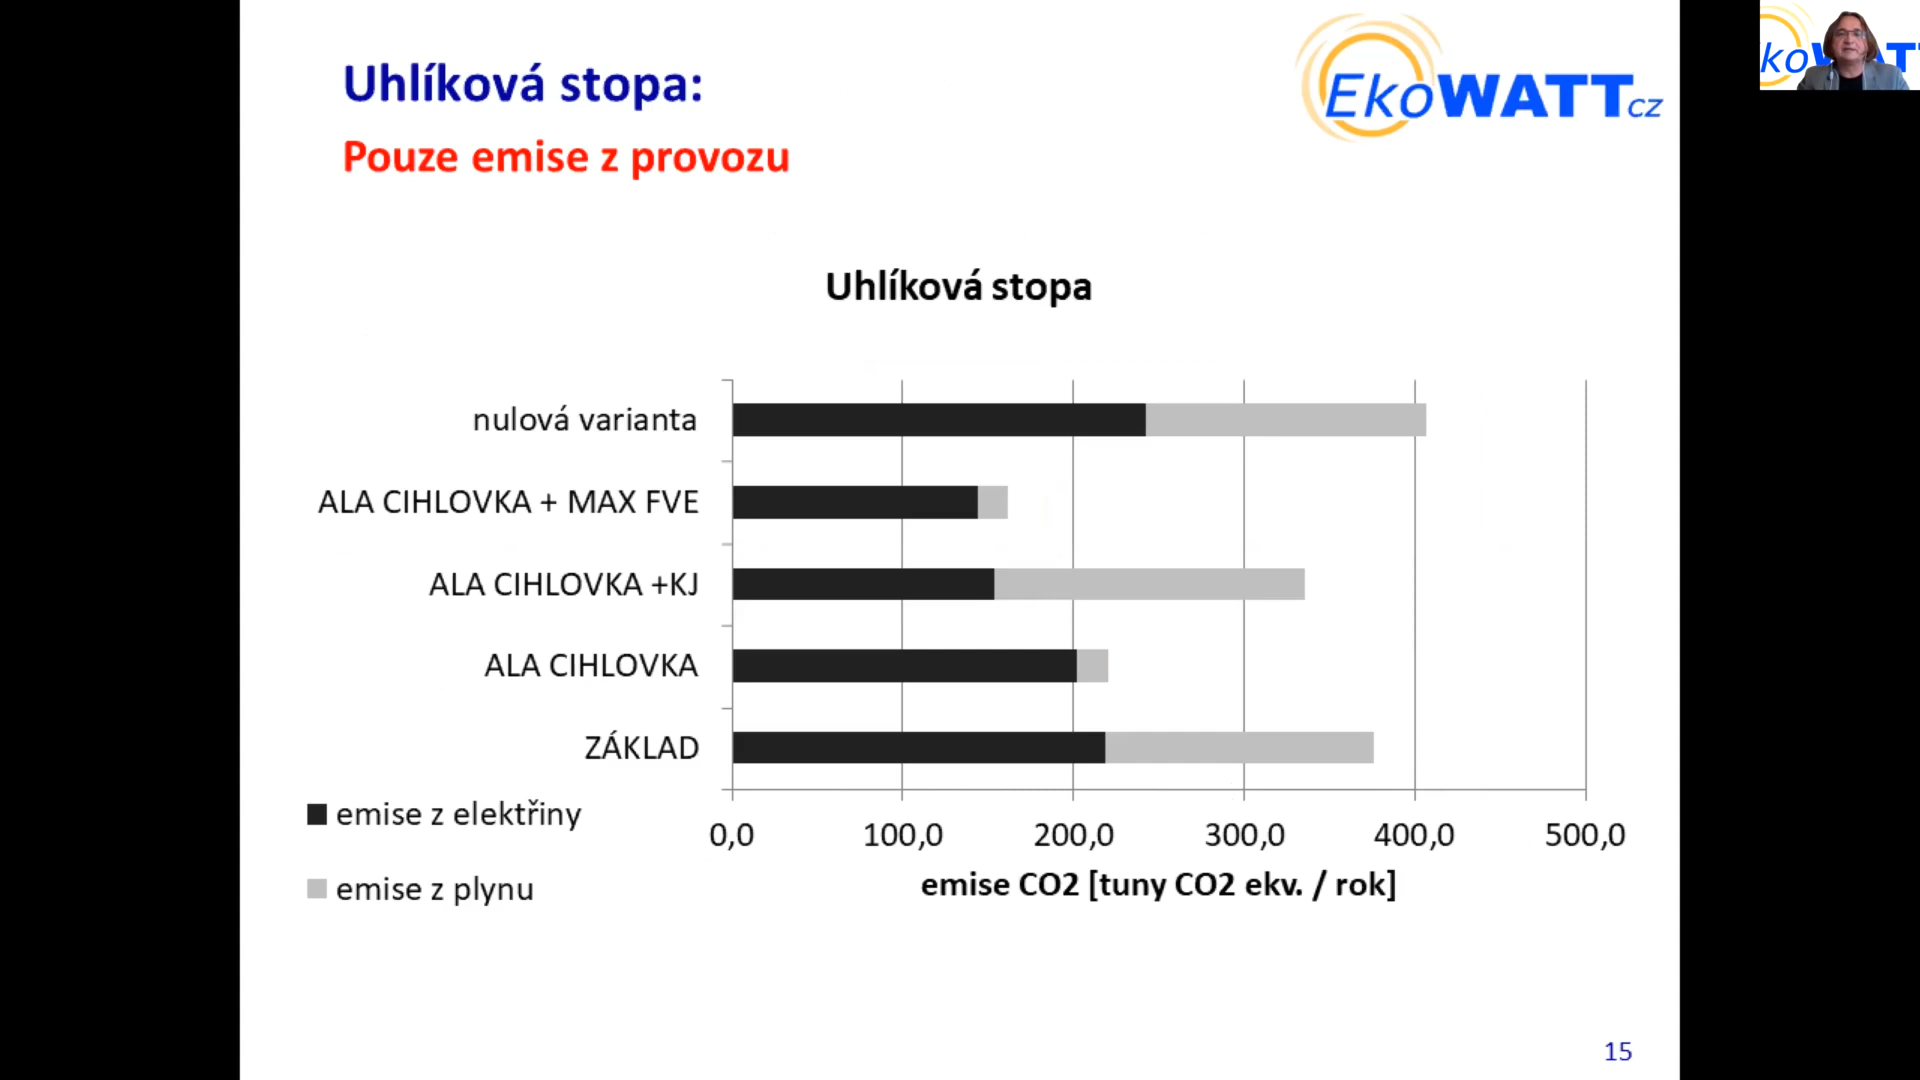 Uhlíková stopa:
Pouze emise z provozu
EkoWATTcz
koWATT
Uhlíková stopa
nulová varianta
ALA CIHLOVKA + MAX FVE
ALA CIHLOVKA +KJ
ALA CIHLOVKA
ZÁKLAD
emise z elektřiny
emise z plynu
0,0 100,0 200,0 300,0 400,0 500,0
emise CO2 [tuny CO2 ekv. / rok]
15